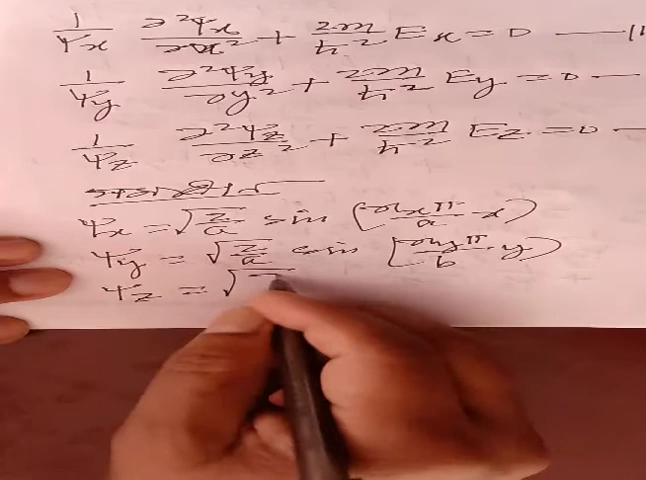 1/Ψx ∂²Ψx/∂x² + 2m/ħ² Ex = 0 —— 11
1/Ψy ∂²Ψy/∂y² + 2m/ħ² Ey = 0 —
1/Ψz ∂²Ψz/∂z² + 2m/ħ² Ez = 0 —
Ψx = √(2/a) sin (nxπ/a x)
Ψy = √(2/a) sin (nyπ/b y)
Ψz = √